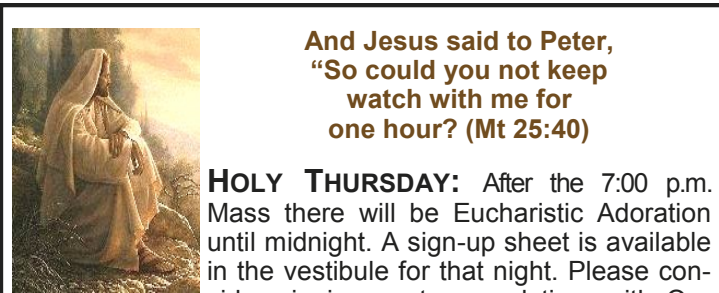 And Jesus said to Peter,
“So could you not keep
watch with me for
one hour? (Mt 25:40)
HOLY THURSDAY: After the 7:00 p.m.
Mass there will be Eucharistic Adoration
until midnight. A sign-up sheet is available
in the vestibule for that night. Please con-